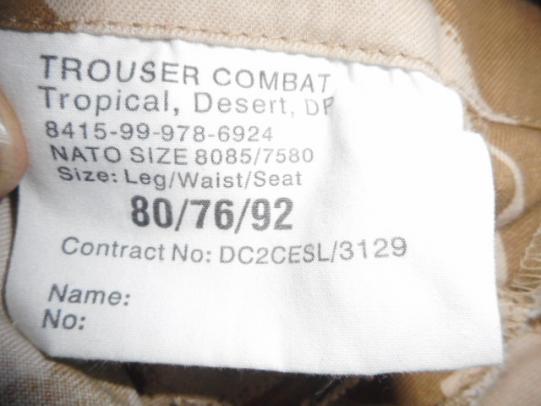 TROUSER COMBAT
Tropical, Desert, DP
8415-99-978-6924
NATO SIZE 8085/7580
Size: Leg/Waist/Seat
80/76/92
Contract No: DC2CESL/3129
Name:
No: